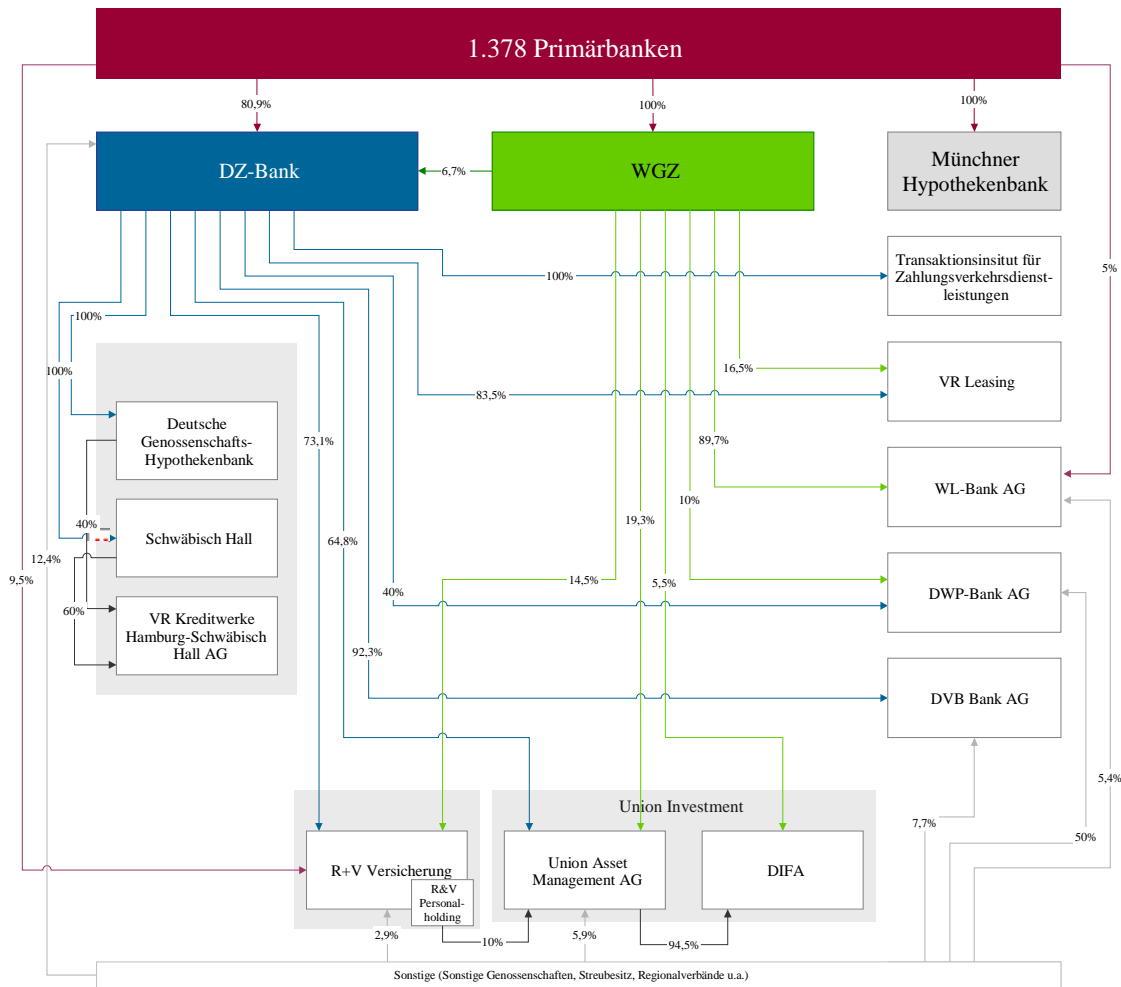 1.378 Primärbanken
80,9%
100%
100%
DZ-Bank
6,7%
WGZ
Münchner
Hypothekenbank
Transaktionsinsitut für
Zahlungsverkehrsdienst-
leistungen
100%
5%
100%
100%
16,5%
VR Leasing
83,5%
Deutsche
Genossenschafts-
Hypothekenbank
73,1%
89,7%
WL-Bank AG
10%
19,3%
40%
Schwäbisch Hall
64,8%
12,4%
9,5%
14,5%
5,5%
40%
DWP-Bank AG
60%
VR Kreditwerke
Hamburg-Schwäbisch
Hall AG
92,3%
DVB Bank AG
5,4%
Union Investment
7,7%
50%
R+V Versicherung
Union Asset
Management AG
DIFA
R&V
Personal-
holding
2,9%
10%
5,9%
94,5%
Sonstige (Sonstige Genossenschaften, Streubesitz, Regionalverbände u.a.)